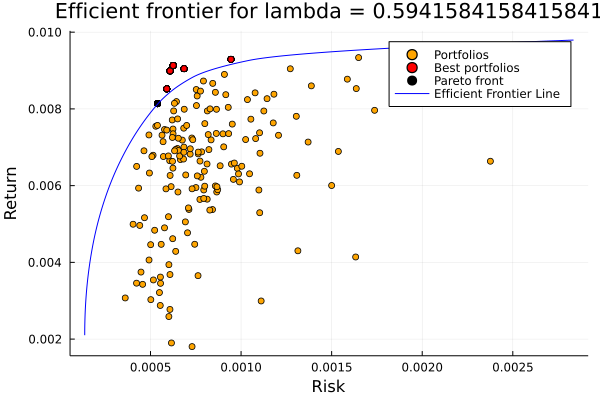 Efficient frontier for lambda = 0.5941584158415841
0.010
Portfolios
Best portfolios
Pareto front
Efficient Frontier Line
0.008
0.006
0.004
0.002
Return
0.0005
0.0010
0.0015
0.0020
0.0025
Risk